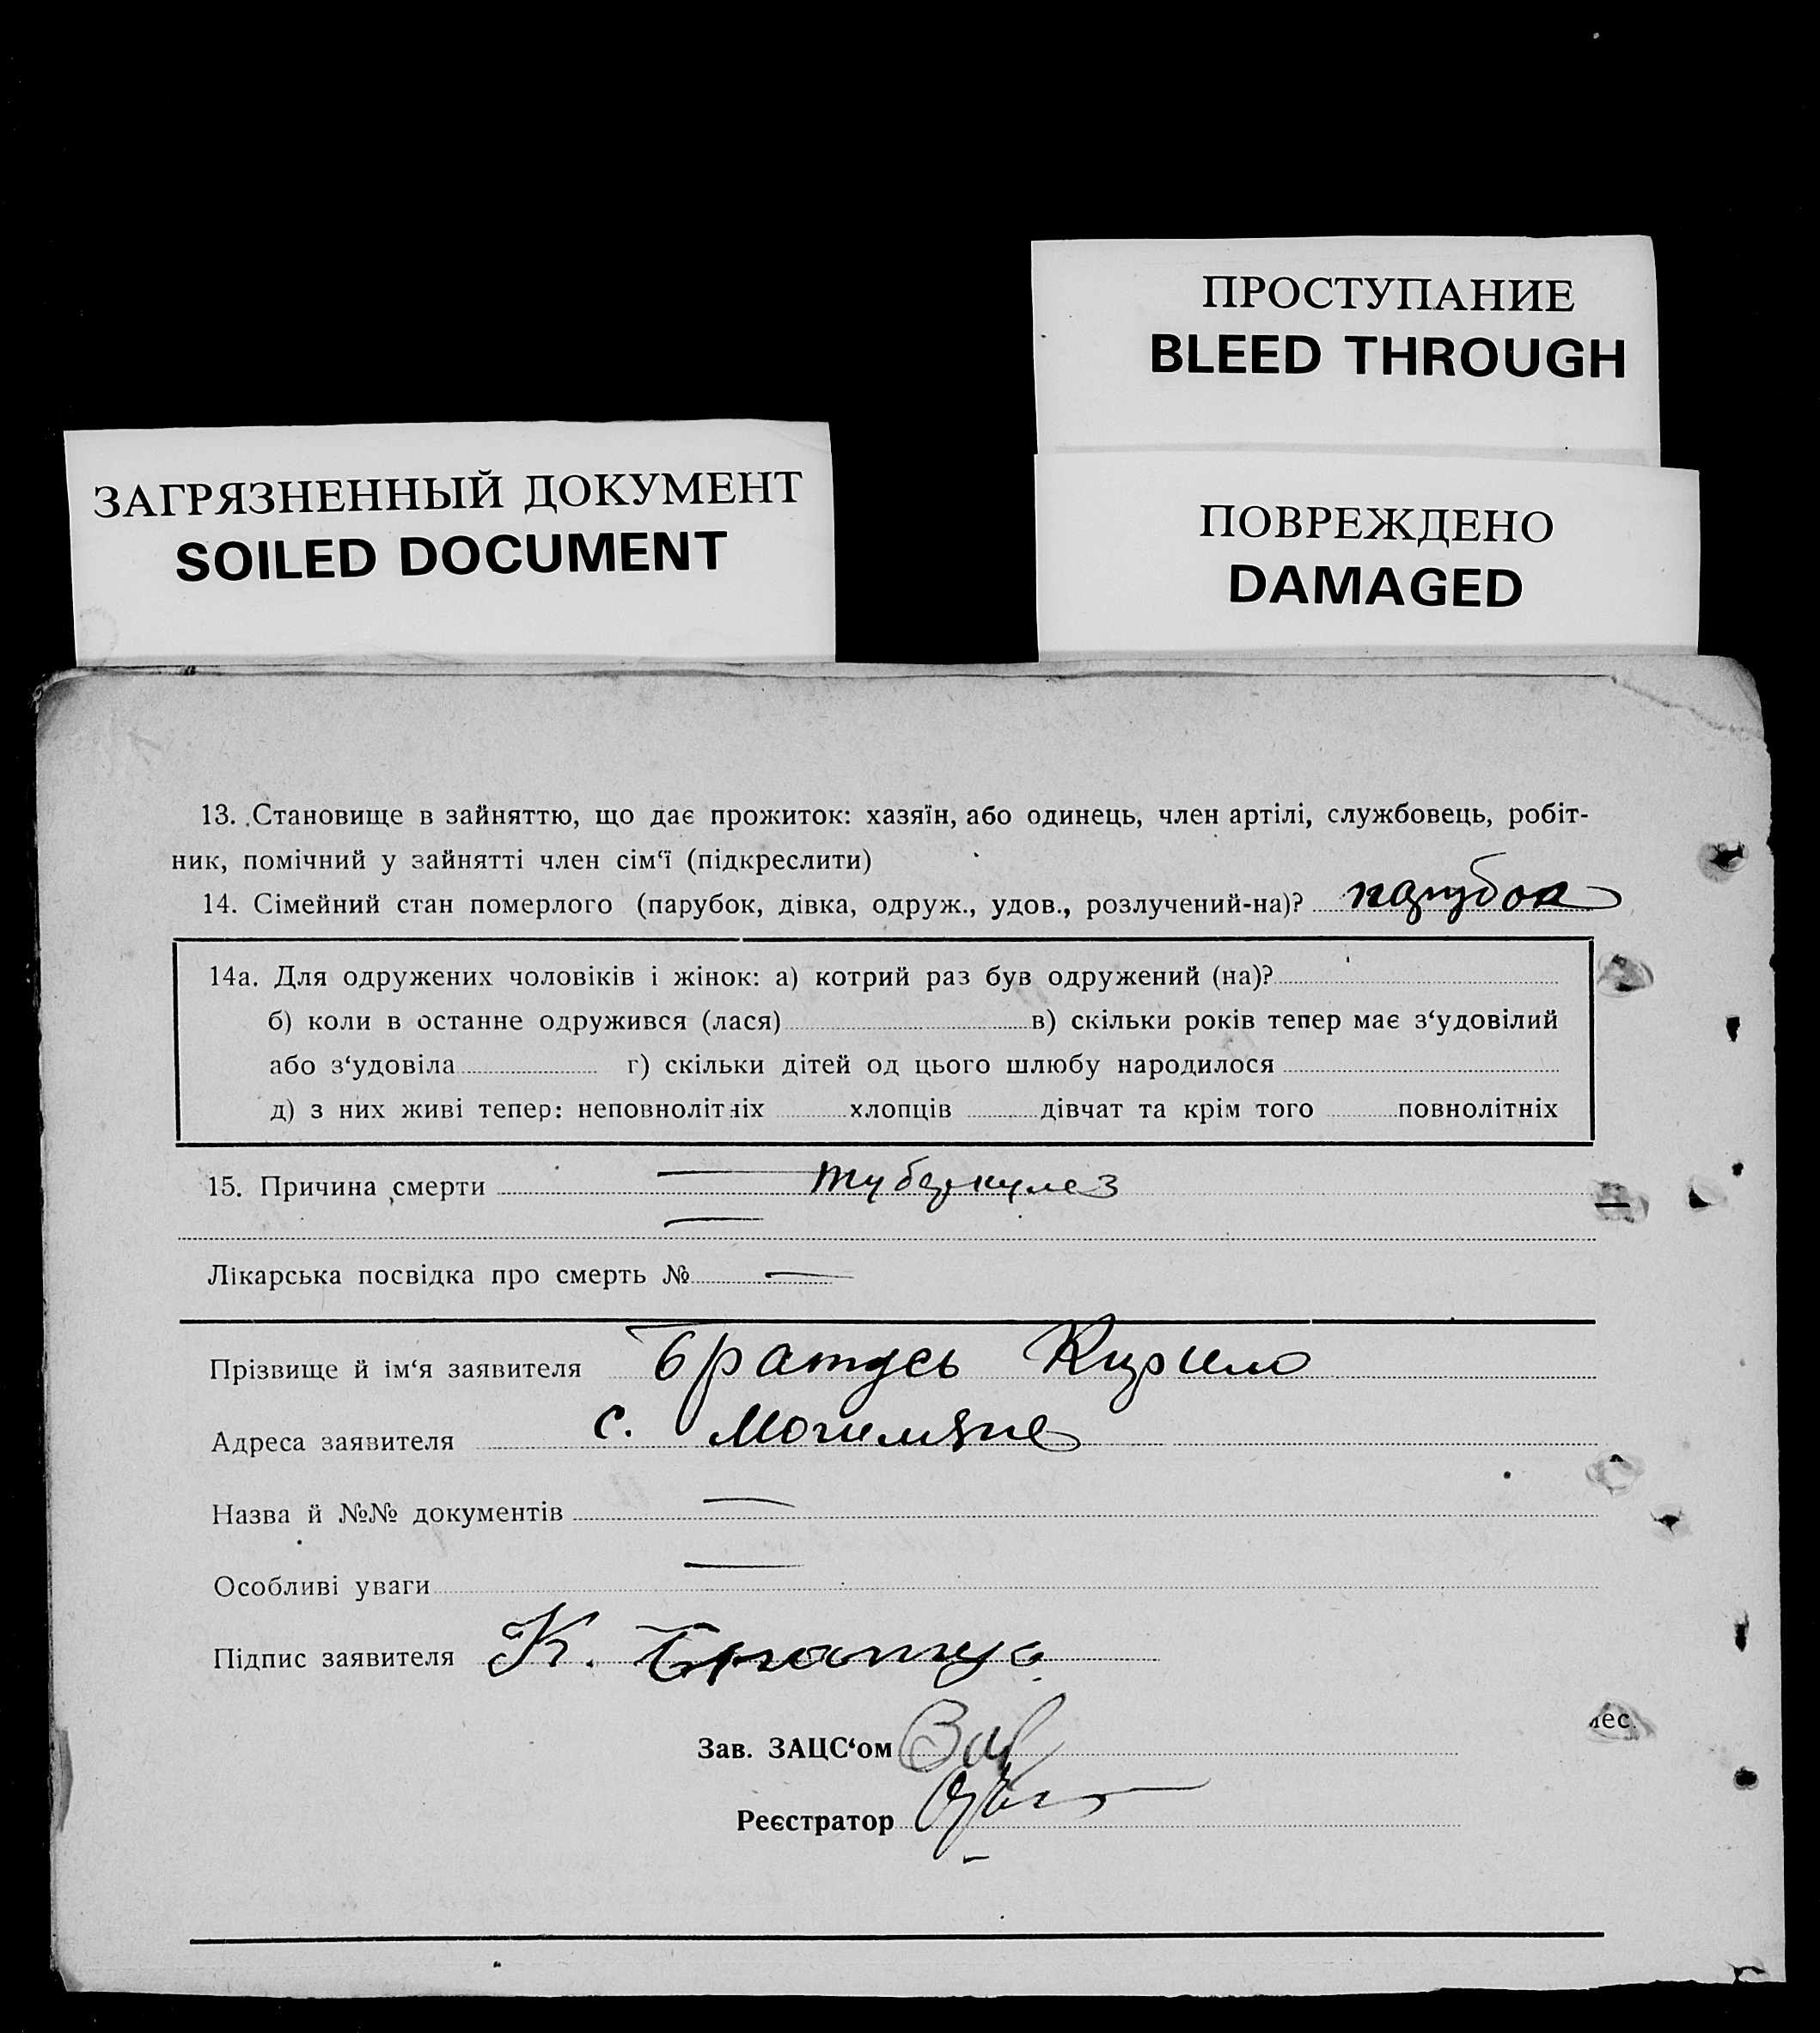 ПРОСТУПАНИЕ
BLEED THROUGH
ЗАГРЯЗНЕННЫЙ ДОКУМЕНТ
SOILED DOCUMENT
ПОВРЕЖДЕНО
DAMAGED
13. Становище в зайняттю, що дає прожиток: хазяїн, або одинець, член артілі, службовець, робіт-
ник, помічний у зайнятті член сім‘ї (підкреслити)
14. Сімейний стан померлого (парубок, дівка, одруж., удов., розлучений-на)? парубок
14а. Для одружених чоловіків і жінок: а) котрий раз був одружений (на)?
б) коли в останне одружився (лася) в) скільки років тепер має з‘удовілий
або з‘удовіла г) скільки дітей од цього шлюбу народилося
д) з них живі тепер: неповнолітніх хлопців дівчат та крім того повнолітніх
15. Причина смерти туберкулез
Лікарська посвідка про смерть № —
Прізвище й ім‘я заявителя Братусь Кирило
Адреса заявителя с. Могиляне
Назва й №№ документів —
Особливі уваги —
Підпис заявителя К. Братусь
Зав. ЗАЦС‘ом
Реєстратор